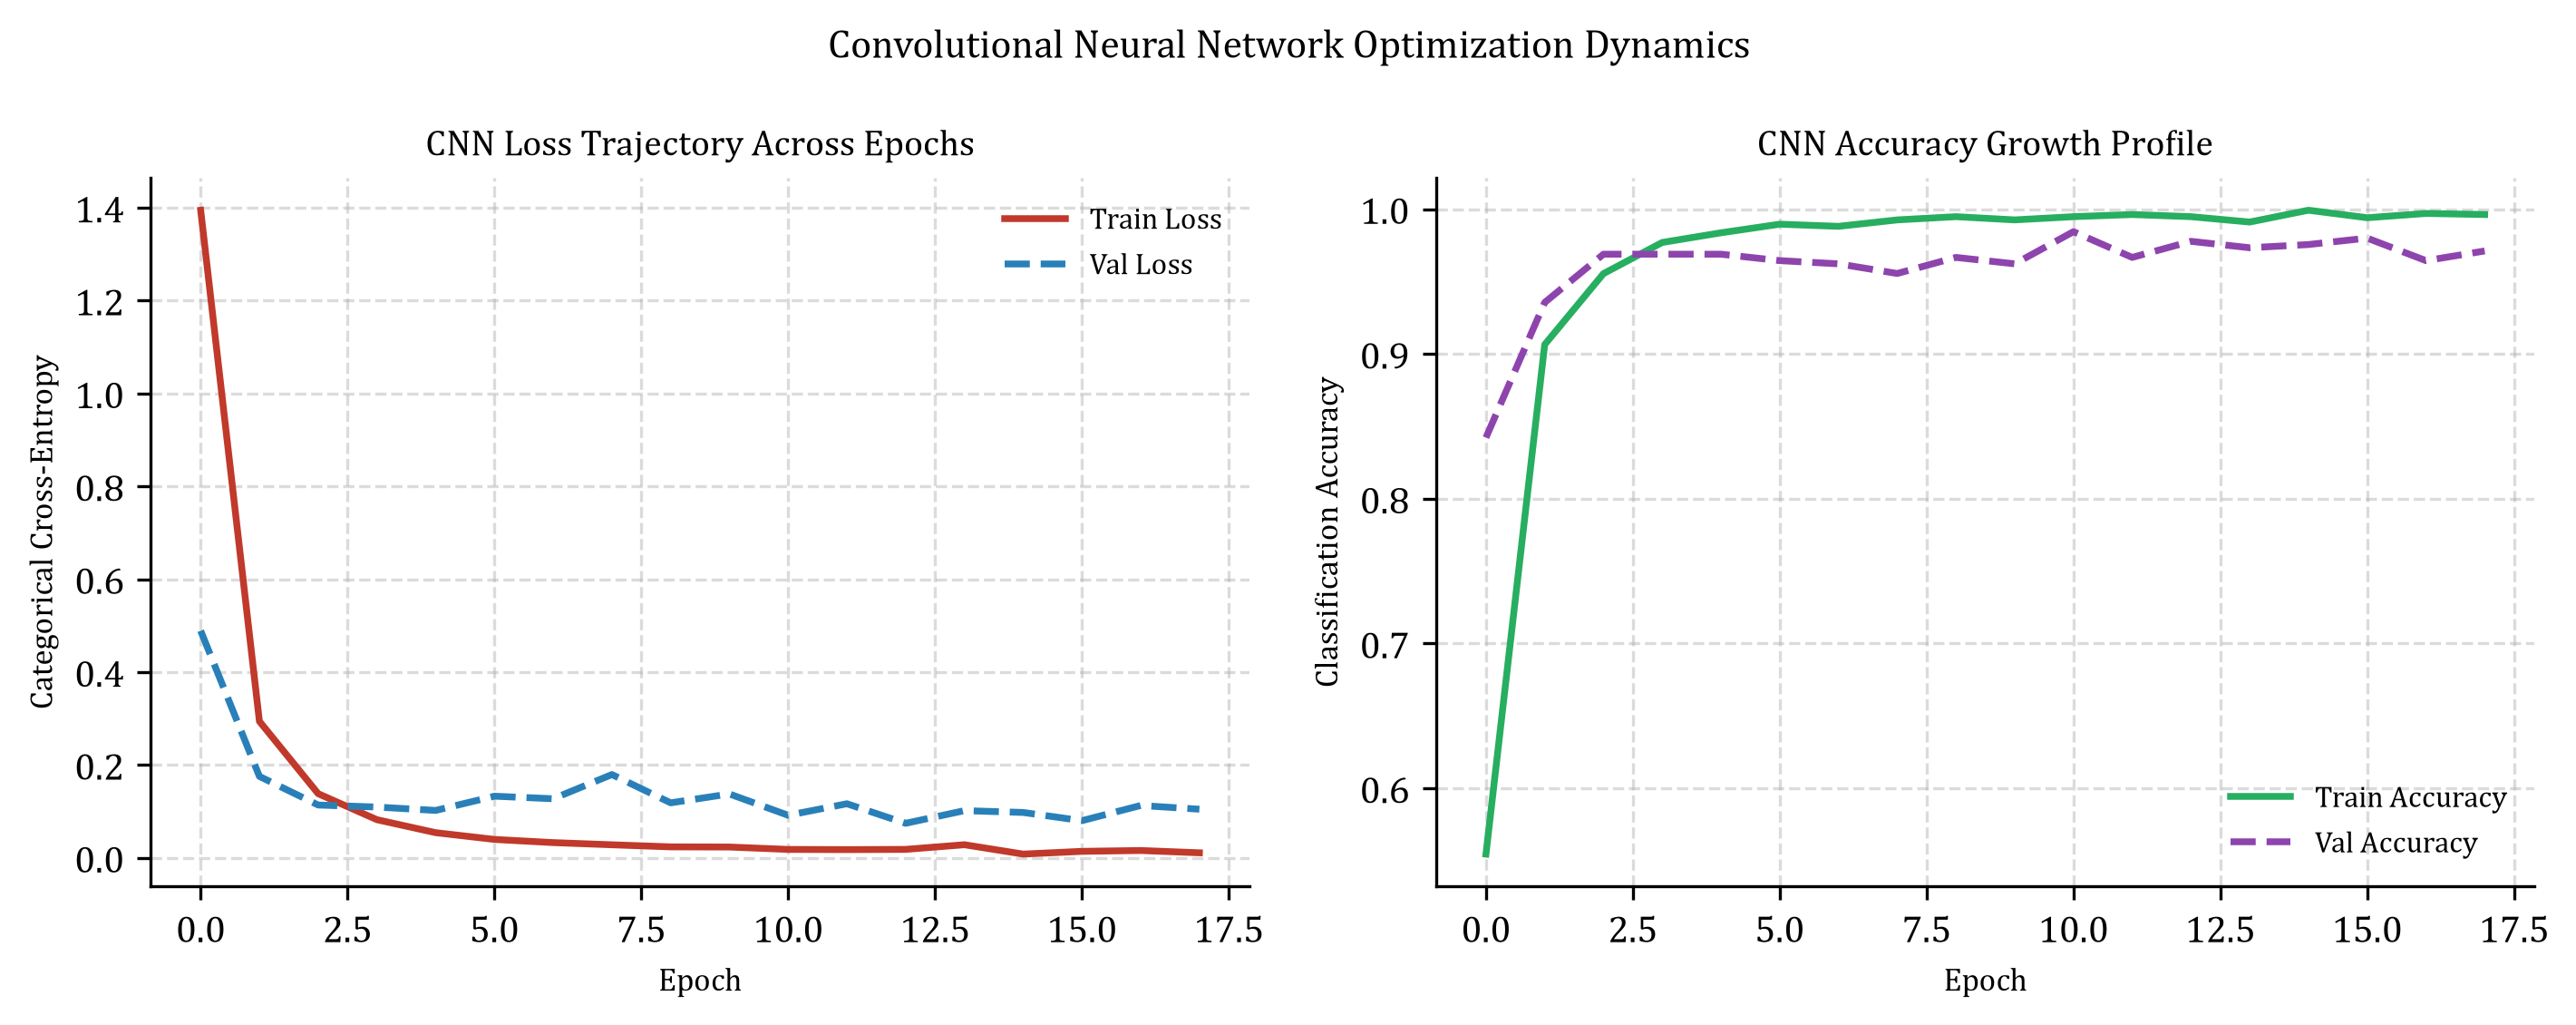 Convolutional Neural Network Optimization Dynamics
CNN Loss Trajectory Across Epochs
Categorical Cross-Entropy
1.4
1.2
1.0
0.8
0.6
0.4
0.2
0.0
Train Loss
Val Loss
0.0 2.5 5.0 7.5 10.0 12.5 15.0 17.5
Epoch
CNN Accuracy Growth Profile
Classification Accuracy
1.0
0.9
0.8
0.7
0.6
Train Accuracy
Val Accuracy
0.0 2.5 5.0 7.5 10.0 12.5 15.0 17.5
Epoch